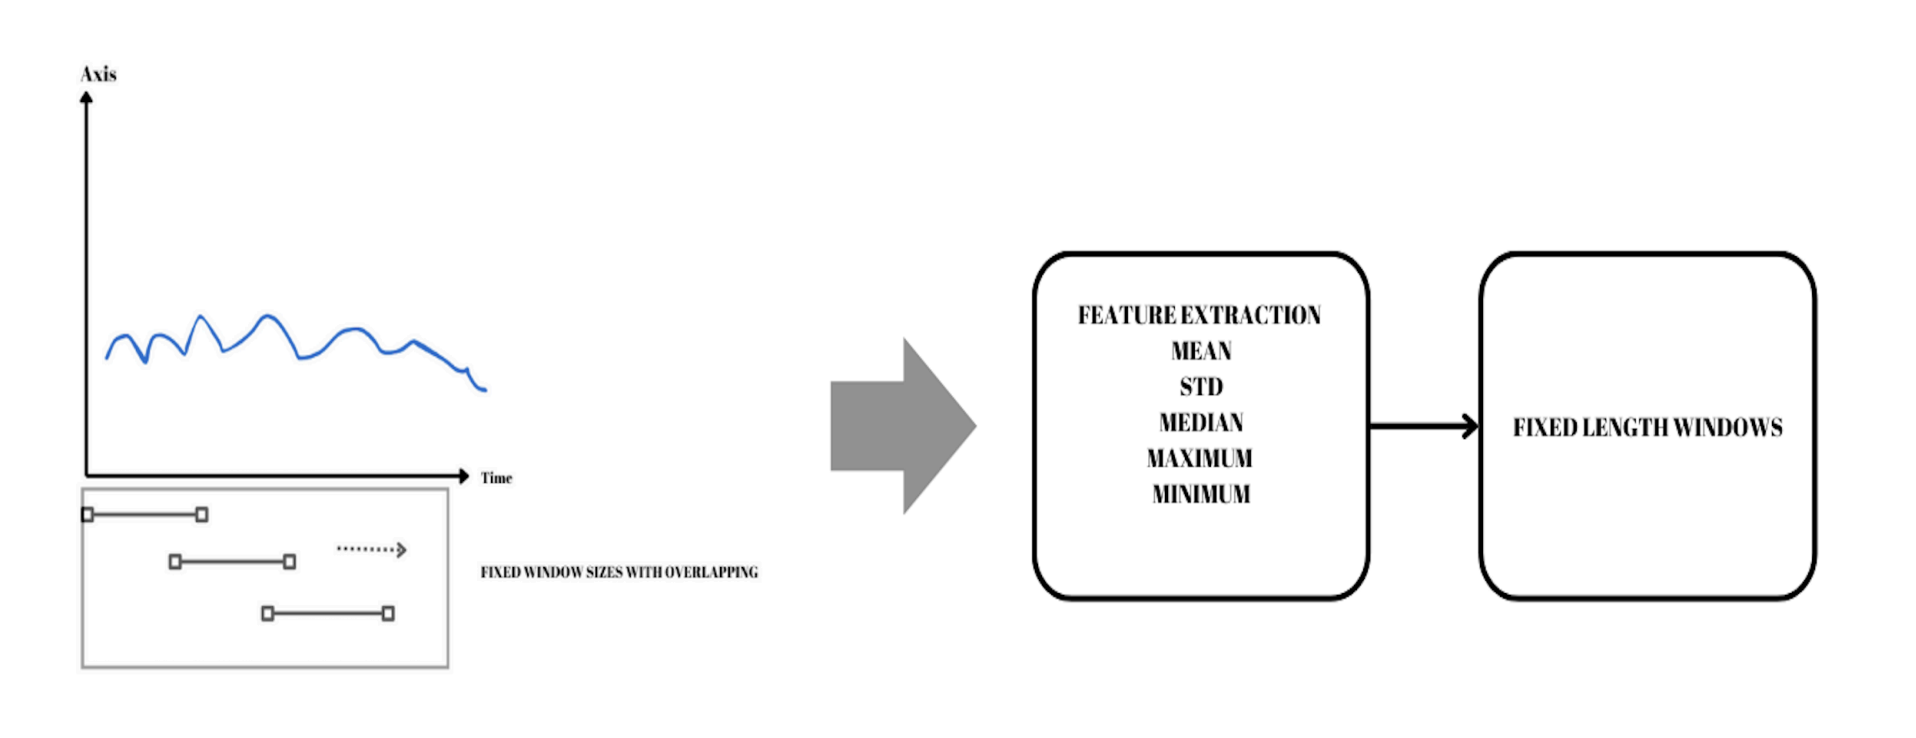 Axis
Time
FIXED WINDOW SIZES WITH OVERLAPPING
FEATURE EXTRACTION
MEAN
STD
MEDIAN
MAXIMUM
MINIMUM
FIXED LENGTH WINDOWS